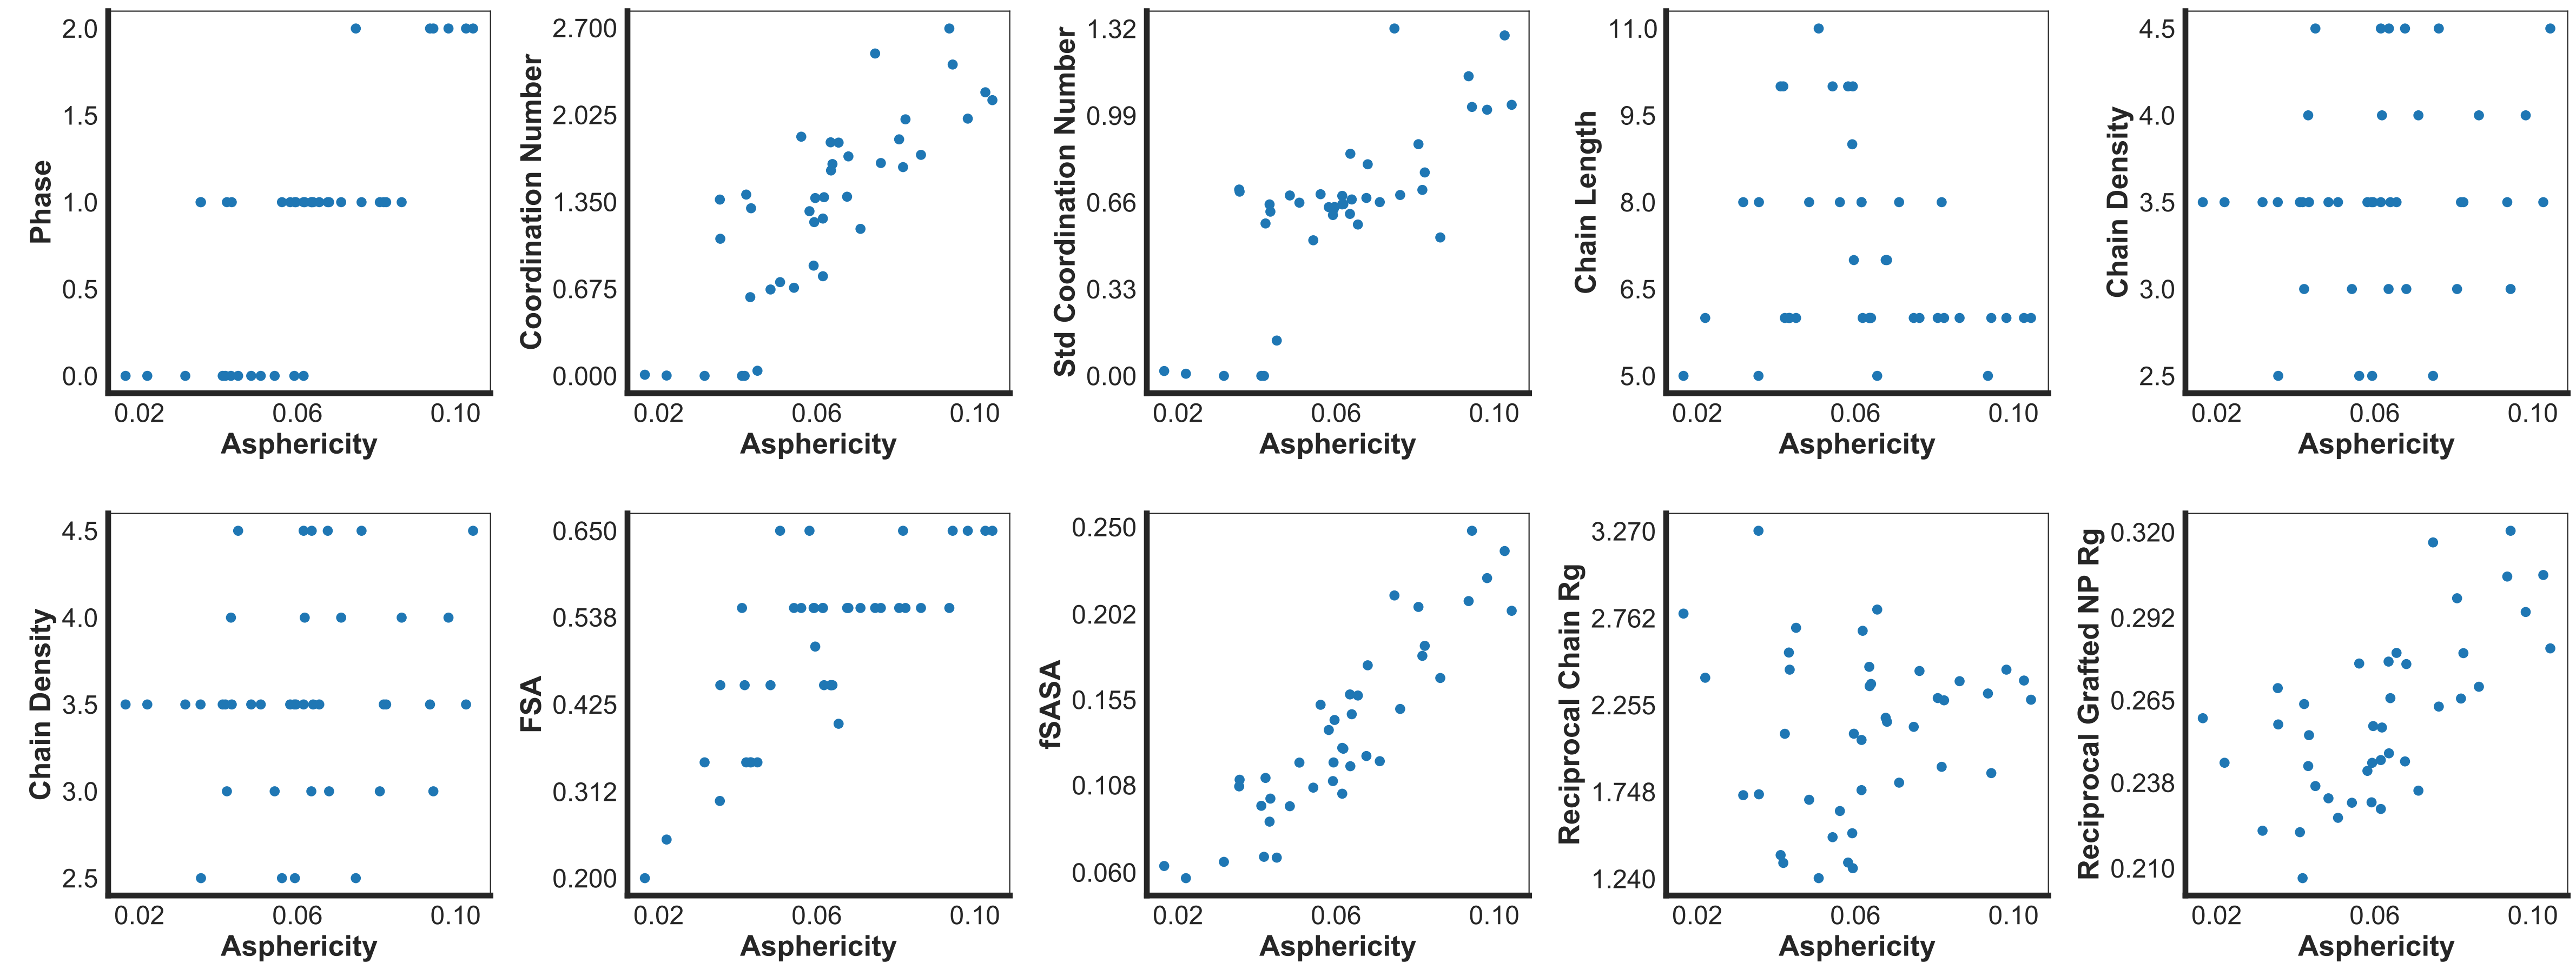 Phase
2.0
1.5
1.0
0.5
0.0
0.02 0.06 0.10
Asphericity
Coordination Number
2.700
2.025
1.350
0.675
0.000
0.02 0.06 0.10
Asphericity
Std Coordination Number
1.32
0.99
0.66
0.33
0.00
0.02 0.06 0.10
Asphericity
Chain Length
11.0
9.5
8.0
6.5
5.0
0.02 0.06 0.10
Asphericity
Chain Density
4.5
4.0
3.5
3.0
2.5
0.02 0.06 0.10
Asphericity
Chain Density
4.5
4.0
3.5
3.0
2.5
0.02 0.06 0.10
Asphericity
FSA
0.650
0.538
0.425
0.312
0.200
0.02 0.06 0.10
Asphericity
fSASA
0.250
0.202
0.155
0.108
0.060
0.02 0.06 0.10
Asphericity
Reciprocal Chain Rg
3.270
2.762
2.255
1.748
1.240
0.02 0.06 0.10
Asphericity
Reciprocal Grafted NP Rg
0.320
0.292
0.265
0.238
0.210
0.02 0.06 0.10
Asphericity